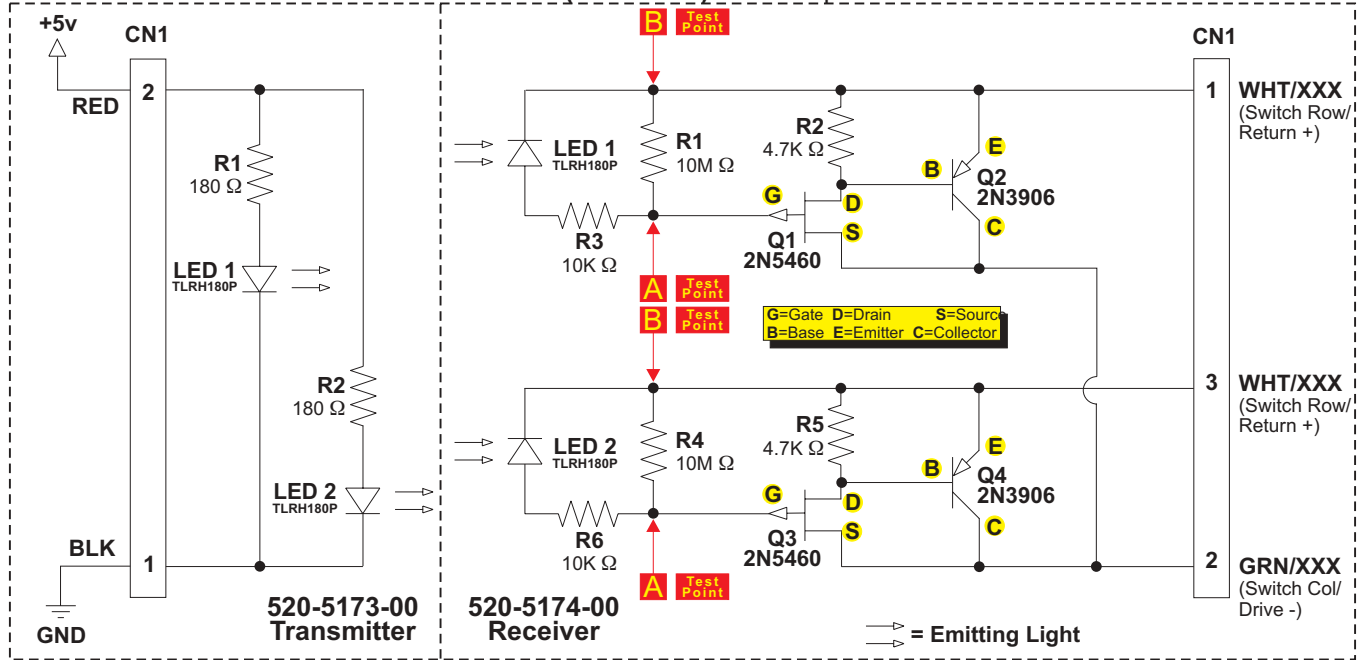 +5v
CN1
2
RED
R1
180 Ω
LED 1
TLRH180P
R2
180 Ω
LED 2
TLRH180P
BLK
1
GND
520-5173-00
Transmitter
B Test Point
LED 1
TLRH180P
R1
10M Ω
R2
4.7K Ω
R3
10K Ω
G
D
S
Q1
2N5460
B
E
Q2
2N3906
C
A Test Point
B Test Point
G=Gate D=Drain S=Source
B=Base E=Emitter C=Collector
LED 2
TLRH180P
R4
10M Ω
R5
4.7K Ω
R6
10K Ω
G
D
S
Q3
2N5460
B
E
Q4
2N3906
C
A Test Point
520-5174-00
Receiver
= Emitting Light
CN1
1
WHT/XXX
(Switch Row/
Return +)
3
WHT/XXX
(Switch Row/
Return +)
2
GRN/XXX
(Switch Col/
Drive -)